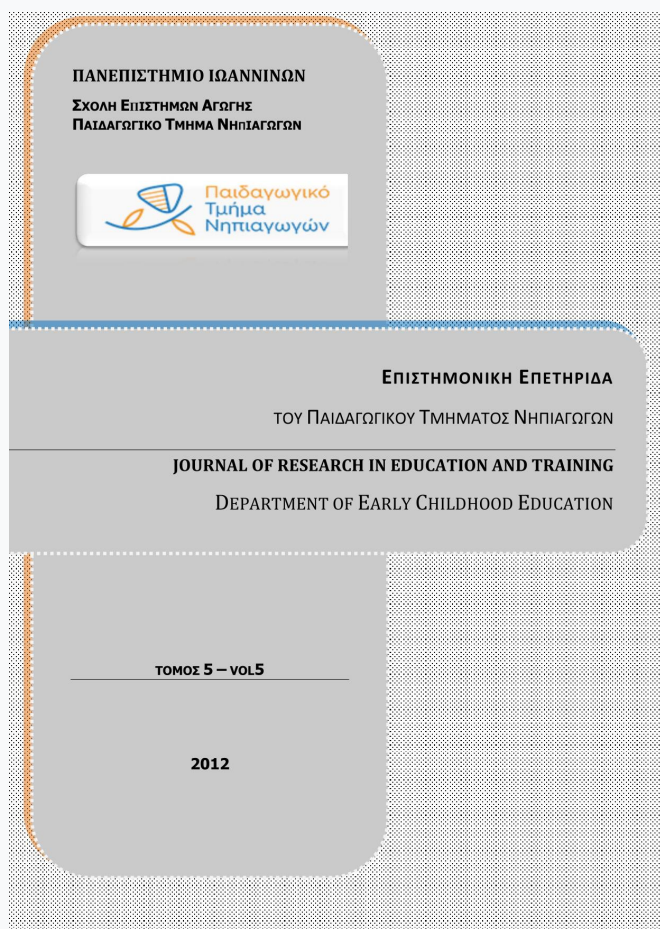 ΠΑΝΕΠΙΣΤΗΜΙΟ ΙΩΑΝΝΙΝΩΝ
ΣΧΟΛΗ ΕΠΙΣΤΗΜΩΝ ΑΓΩΓΗΣ
ΠΑΙΔΑΓΩΓΙΚΟ ΤΜΗΜΑ ΝΗΠΙΑΓΩΓΩΝ
Παιδαγωγικό
Τμήμα
Νηπιαγωγών
ΕΠΙΣΤΗΜΟΝΙΚΗ ΕΠΕΤΗΡΙΔΑ
ΤΟΥ ΠΑΙΔΑΓΩΓΙΚΟΥ ΤΜΗΜΑΤΟΣ ΝΗΠΙΑΓΩΓΩΝ
JOURNAL OF RESEARCH IN EDUCATION AND TRAINING
DEPARTMENT OF EARLY CHILDHOOD EDUCATION
ΤΟΜΟΣ 5 – VOL5
2012